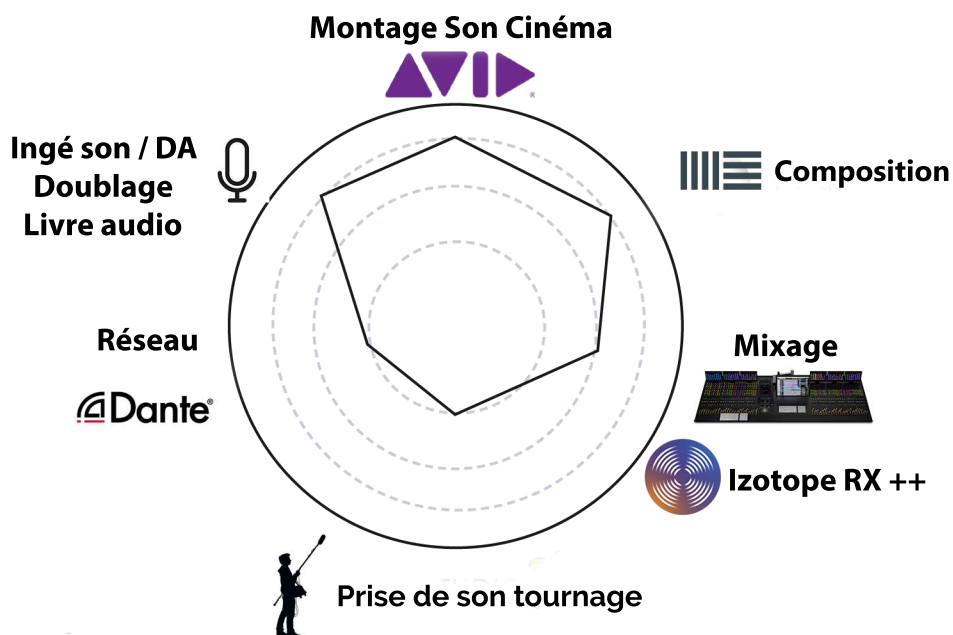 Montage Son Cinéma
AVID
Ingé son / DA
Doublage
Livre audio
Composition
Réseau
Dante
Mixage
Izotope RX ++
Prise de son tournage